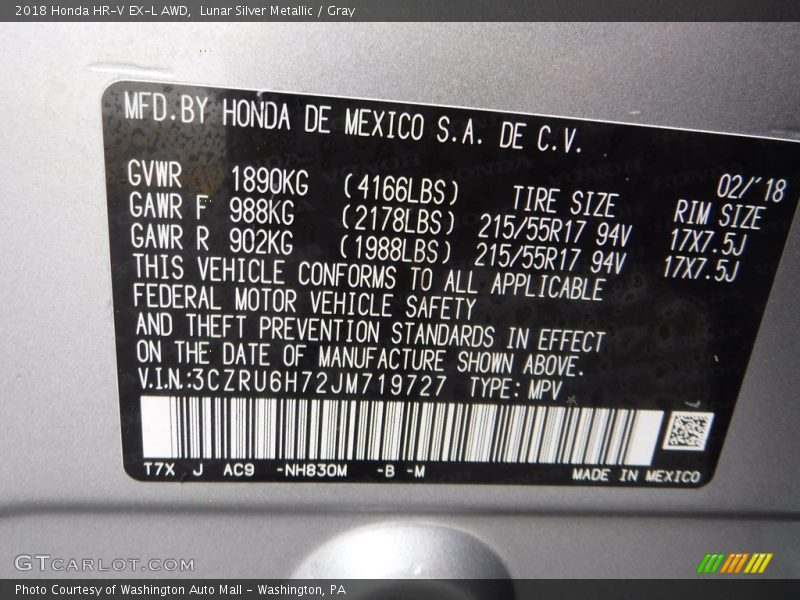 2018 Honda HR-V EX-L AWD, Lunar Silver Metallic / Gray
MFD.BY HONDA DE MEXICO S.A. DE C.V.
02/'18
GVWR 1890KG (4166LBS) TIRE SIZE RIM SIZE
GAWR F 988KG (2178LBS) 215/55R17 94V 17X7.5J
GAWR R 902KG (1988LBS) 215/55R17 94V 17X7.5J
THIS VEHICLE CONFORMS TO ALL APPLICABLE
FEDERAL MOTOR VEHICLE SAFETY
AND THEFT PREVENTION STANDARDS IN EFFECT
ON THE DATE OF MANUFACTURE SHOWN ABOVE.
V.I.N.:3CZRU6H72JM719727 TYPE: MPV
T7X J AC9 -NH830M -B -M MADE IN MEXICO
GTCARLOT.COM
Photo Courtesy of Washington Auto Mall - Washington, PA